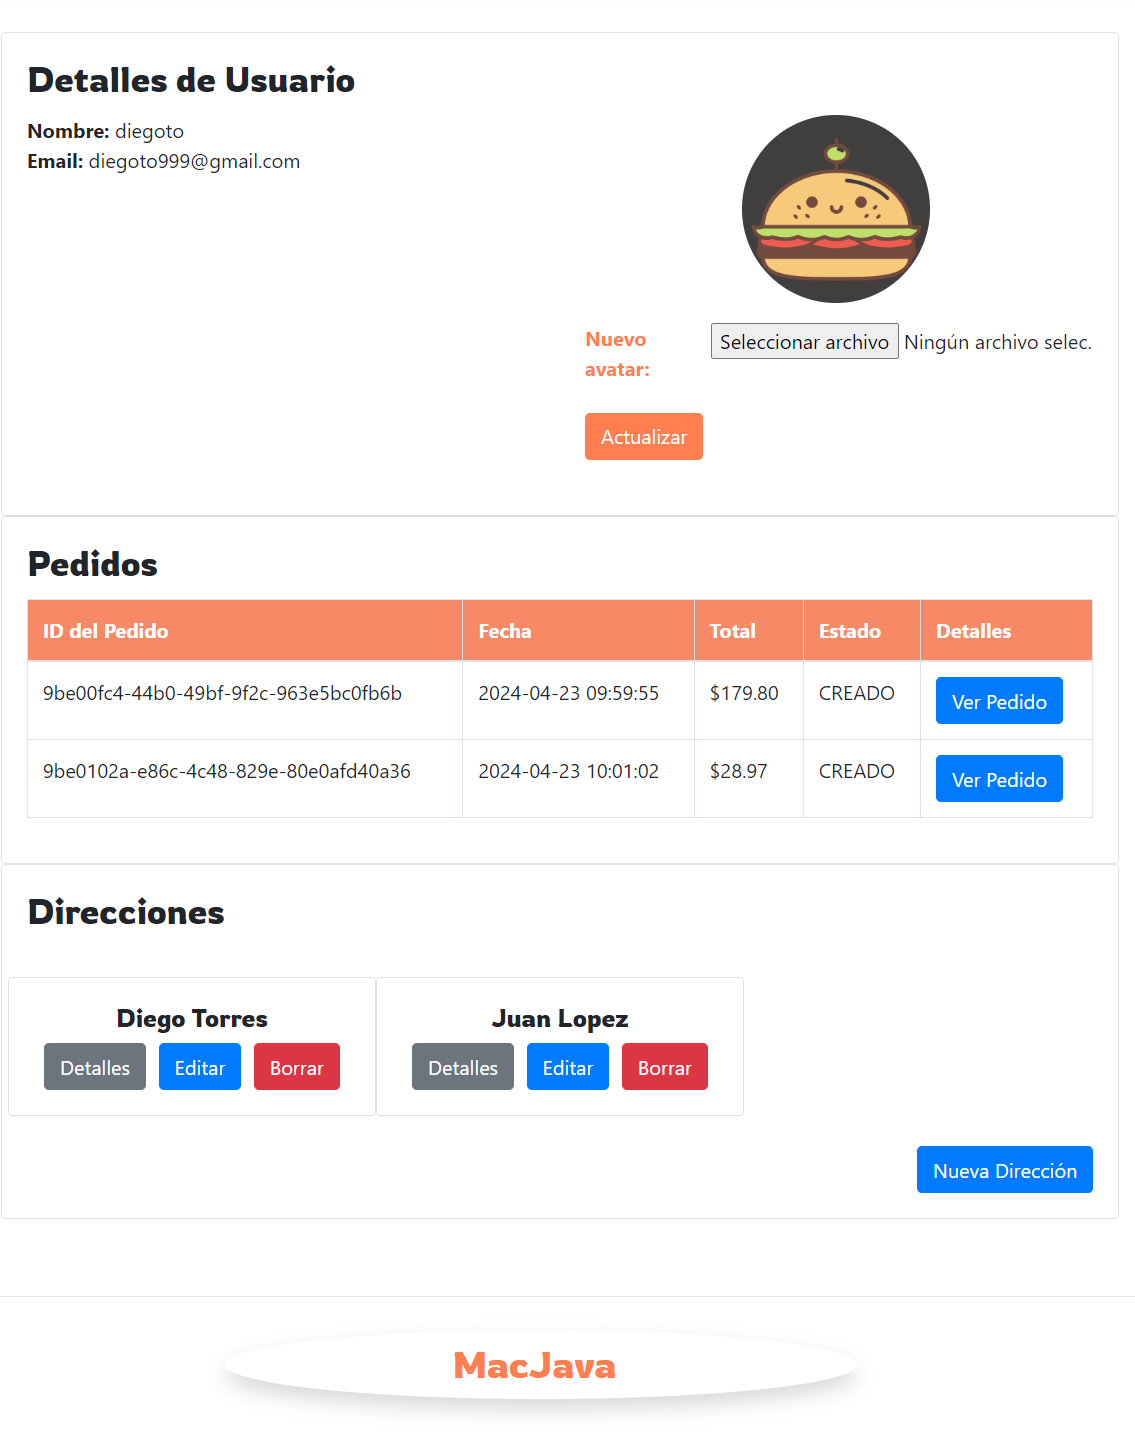 Detalles de Usuario
Nombre: diegoto
Email: diegoto999@gmail.com
Nuevo
avatar:
Seleccionar archivo Ningún archivo selec.
Actualizar
Pedidos
ID del Pedido Fecha Total Estado Detalles
9be00fc4-44b0-49bf-9f2c-963e5bc0fb6b 2024-04-23 09:59:55 $179.80 CREADO Ver Pedido
9be0102a-e86c-4c48-829e-80e0afd40a36 2024-04-23 10:01:02 $28.97 CREADO Ver Pedido
Direcciones
Diego Torres
Detalles Editar Borrar
Juan Lopez
Detalles Editar Borrar
Nueva Dirección
MacJava